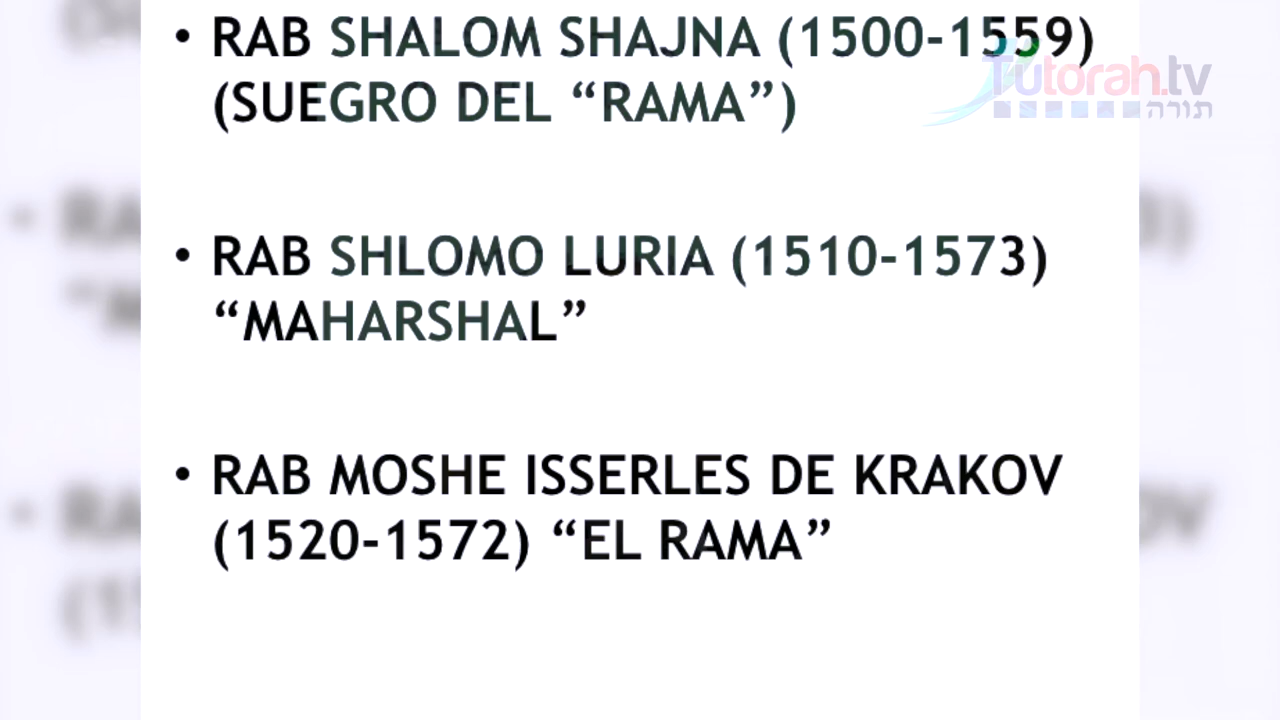 • RAB SHALOM SHAJNA (1500-1559)
(SUEGRO DEL “RAMA”)
Tutorah.tv
תורה
• RAB SHLOMO LURIA (1510-1573)
“MAHARSHAL”
• RAB MOSHE ISSERLES DE KRAKOV
(1520-1572) “EL RAMA”